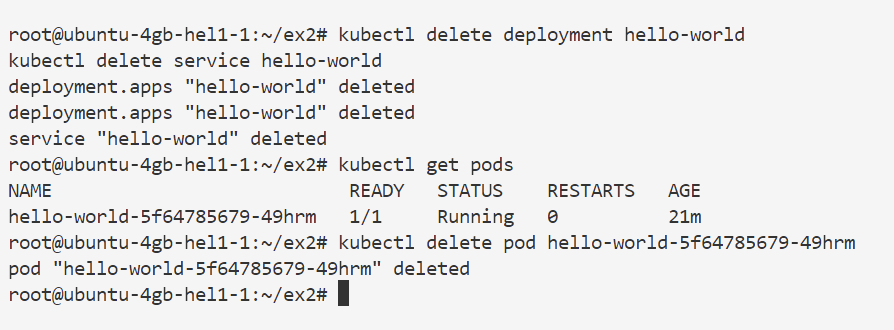 root@ubuntu-4gb-hel1-1:~/ex2# kubectl delete deployment hello-world
kubectl delete service hello-world
deployment.apps "hello-world" deleted
deployment.apps "hello-world" deleted
service "hello-world" deleted
root@ubuntu-4gb-hel1-1:~/ex2# kubectl get pods
NAME                           READY   STATUS    RESTARTS   AGE
hello-world-5f64785679-49hrm   1/1     Running   0          21m
root@ubuntu-4gb-hel1-1:~/ex2# kubectl delete pod hello-world-5f64785679-49hrm
pod "hello-world-5f64785679-49hrm" deleted
root@ubuntu-4gb-hel1-1:~/ex2#